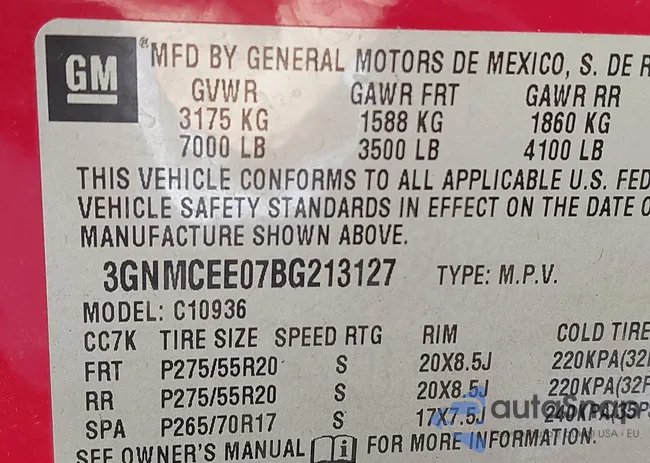 GM
® MFD BY GENERAL MOTORS DE MEXICO, S. DE R
GVWR GAWR FRT GAWR RR
3175 KG 1588 KG 1860 KG
7000 LB 3500 LB 4100 LB
THIS VEHICLE CONFORMS TO ALL APPLICABLE U.S. FED
VEHICLE SAFETY STANDARDS IN EFFECT ON THE DATE O
MANUFACTURE SHOWN ABOVE.
3GNMCEE07BG213127 TYPE: M.P.V.
MODEL: C10936
CC7K TIRE SIZE SPEED RTG RIM COLD TIRE
FRT P275/55R20 S 20X8.5J 220KPA(32
RR P275/55R20 S 20X8.5J 220KPA(32
SPA P265/70R17 S 17X7.5J 240KPA(35
autoSnap
SEE OWNER'S MANUAL FOR MORE INFORMATION.
USA · EU